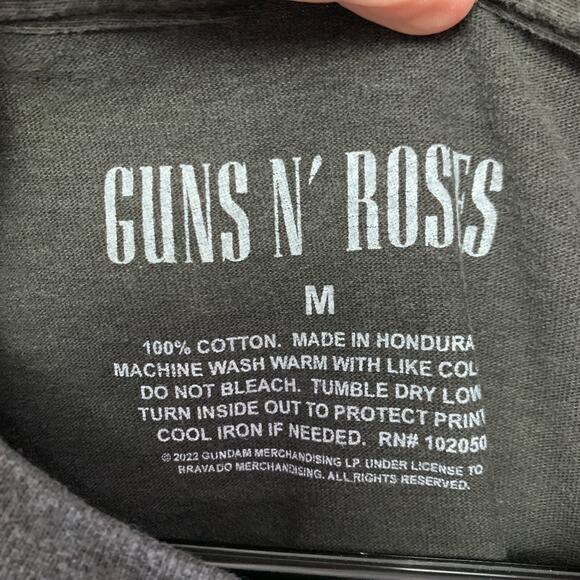 GUNS N' ROSES
M
100% COTTON. MADE IN HONDURA
MACHINE WASH WARM WITH LIKE COL
DO NOT BLEACH. TUMBLE DRY LOW
TURN INSIDE OUT TO PROTECT PRINT
COOL IRON IF NEEDED. RN# 102050
© 2022 GUNDAM MERCHANDISING LP. UNDER LICENSE TO
BRAVADO MERCHANDISING. ALL RIGHTS RESERVED.